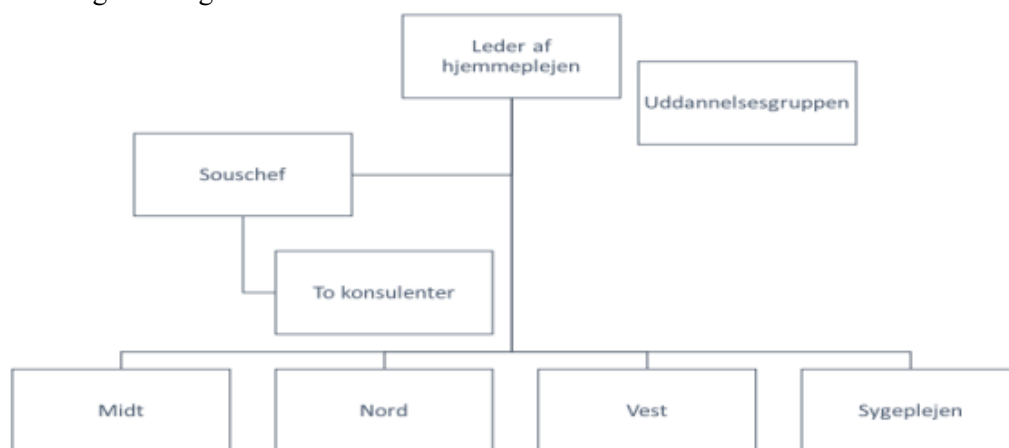 Leder af
hjemmeplejen
Uddannelsesgruppen
Souschef
To konsulenter
Midt
Nord
Vest
Sygeplejen